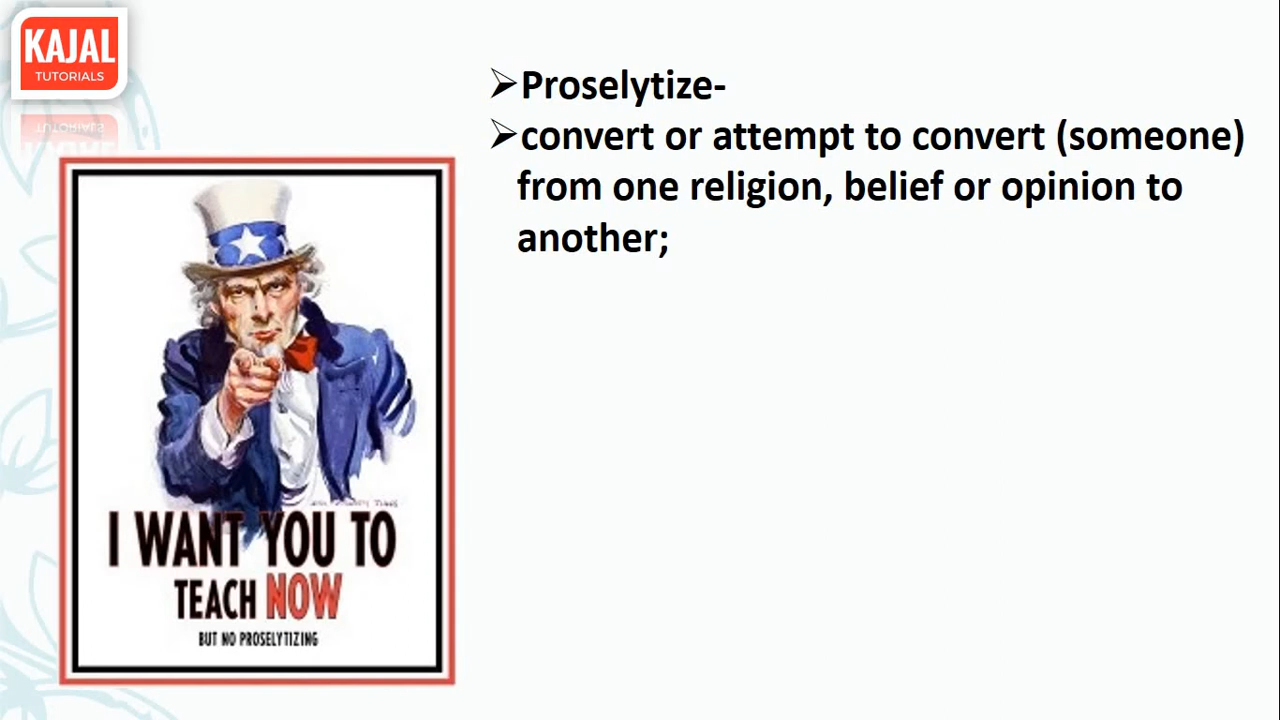 KAJAL
TUTORIALS
➢Proselytize-
➢convert or attempt to convert (someone)
from one religion, belief or opinion to
another;
I WANT YOU TO
TEACH NOW
BUT NO PROSELYTIZING